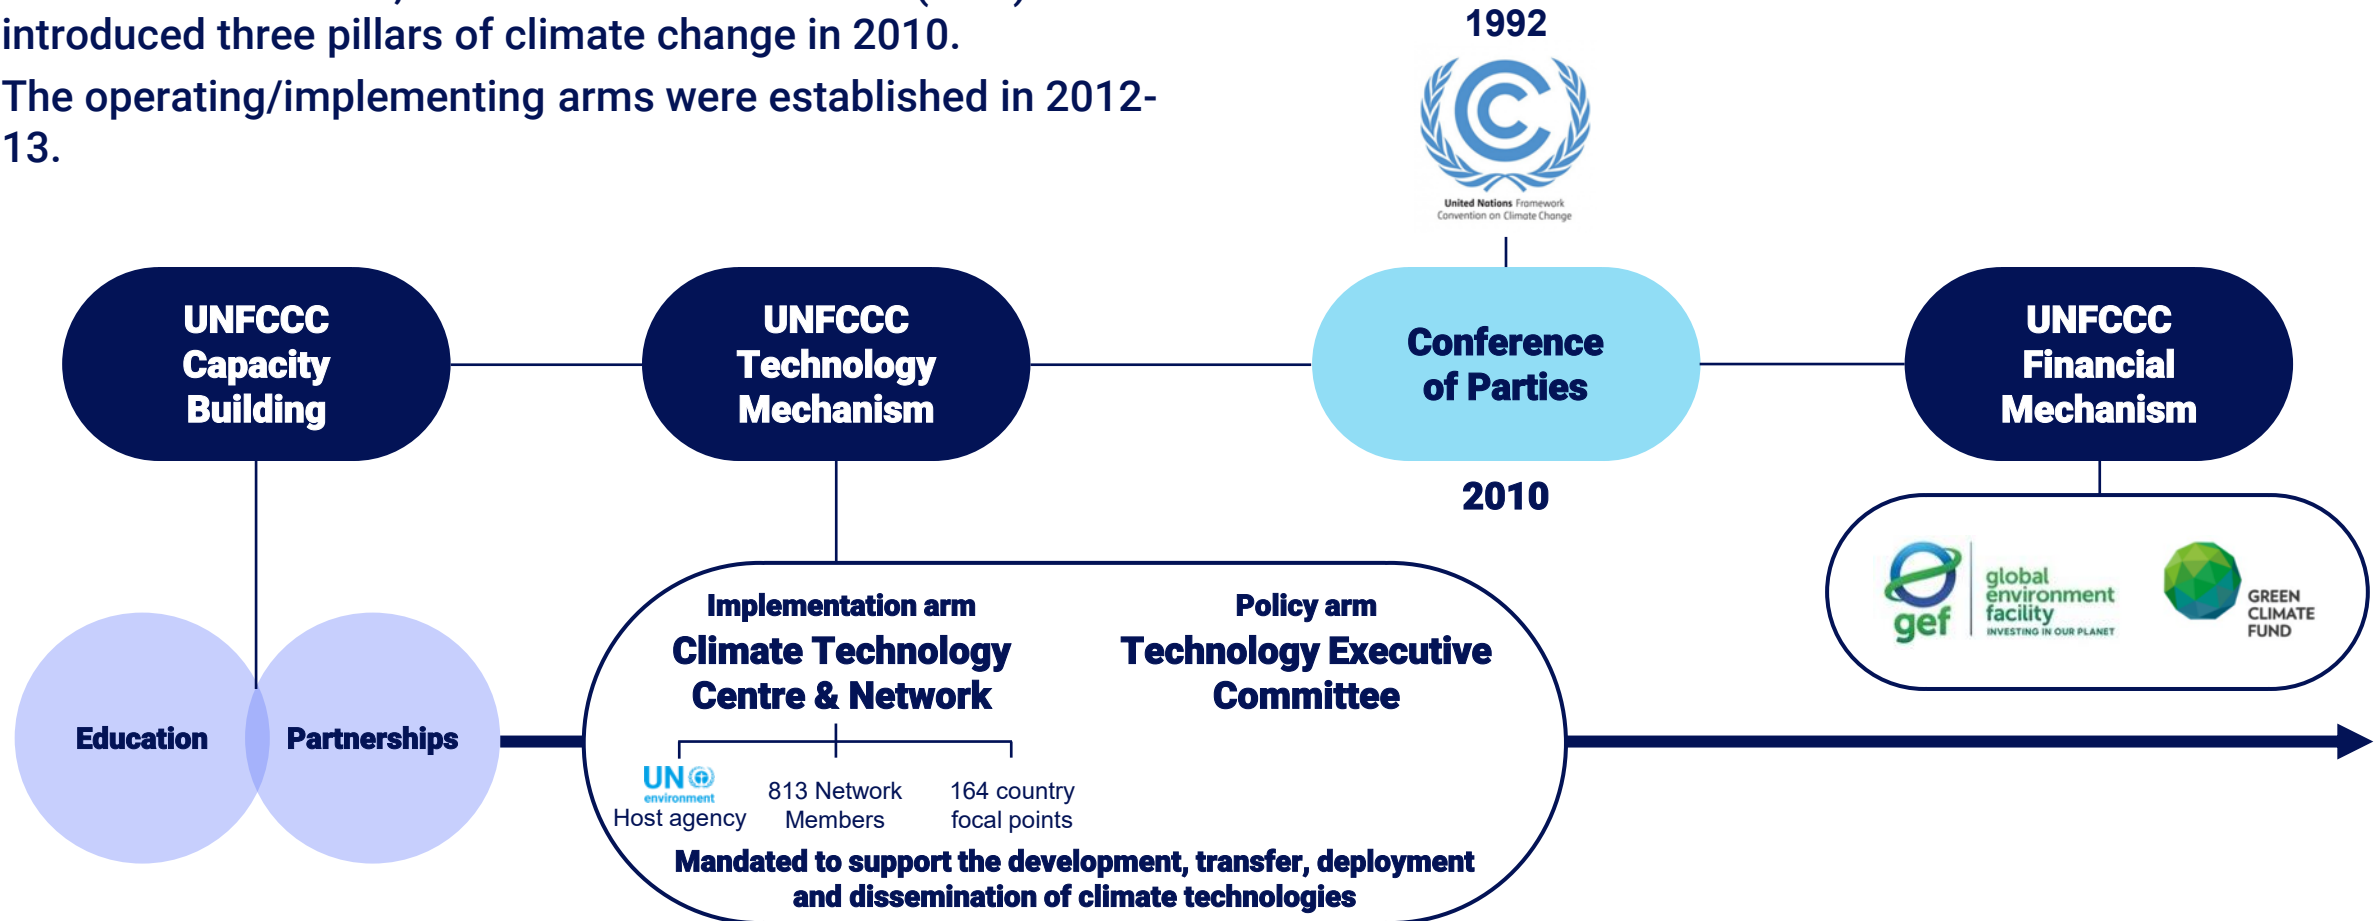 introduced three pillars of climate change in 2010.
The operating/implementing arms were established in 2012-
13.
1992
United Nations Framework
Convention on Climate Change
UNFCCC
Capacity
Building
UNFCCC
Technology
Mechanism
Conference
of Parties
UNFCCC
Financial
Mechanism
2010
Education
Partnerships
Implementation arm
Climate Technology
Centre & Network
Policy arm
Technology Executive
Committee
UN
environment
Host agency
813 Network
Members
164 country
focal points
Mandated to support the development, transfer, deployment
and dissemination of climate technologies
gef
global
environment
facility
INVESTING IN OUR PLANET
GREEN
CLIMATE
FUND